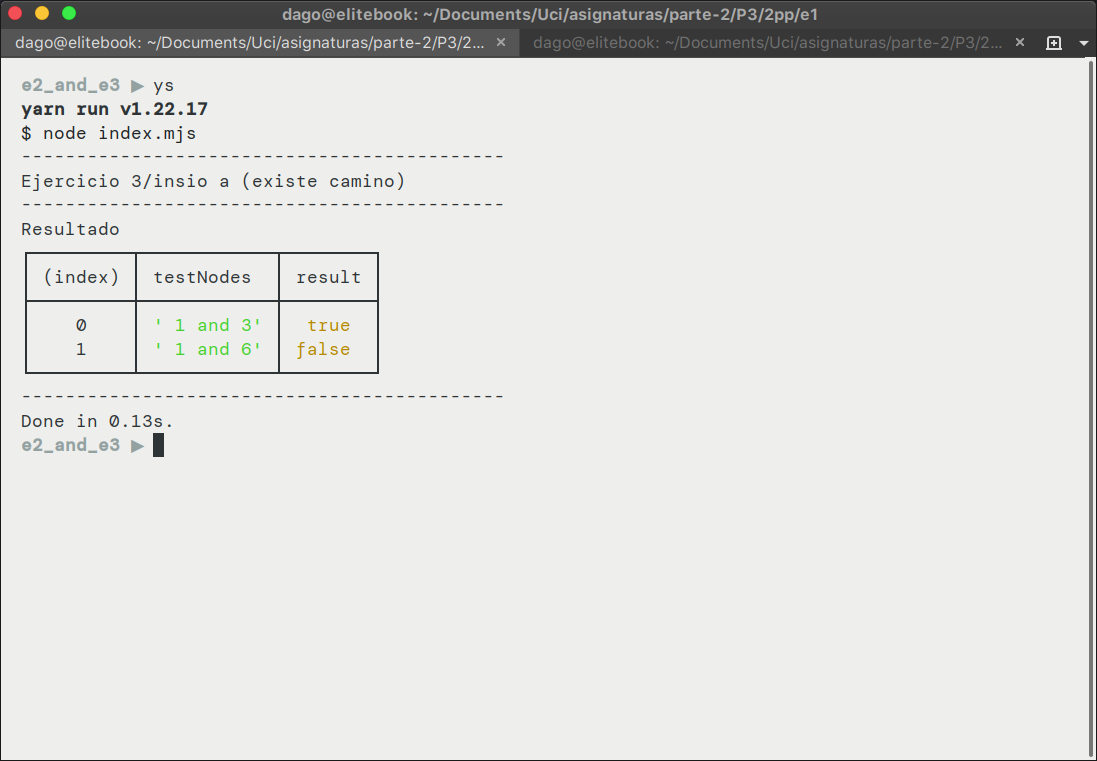 dago@elitebook: ~/Documents/Uci/asignaturas/parte-2/P3/2pp/e1
dago@elitebook: ~/Documents/Uci/asignaturas/parte-2/P3/2... × dago@elitebook: ~/Documents/Uci/asignaturas/parte-2/P3/2... ×
e2_and_e3 ▶ ys
yarn run v1.22.17
$ node index.mjs
--------------------------------------------
Ejercicio 3/insio a (existe camino)
--------------------------------------------
Resultado
(index) testNodes result
0 ' 1 and 3' true
1 ' 1 and 6' false
--------------------------------------------
Done in 0.13s.
e2_and_e3 ▶